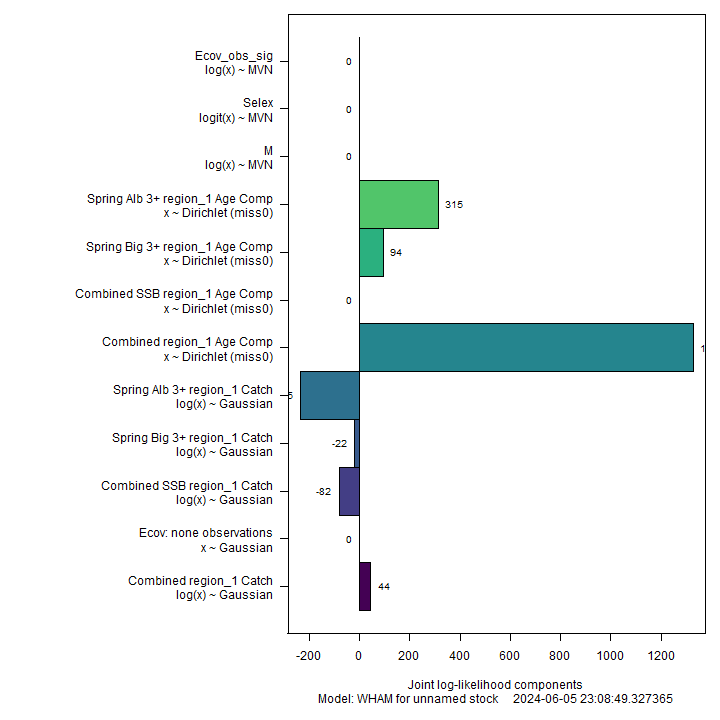 Ecov_obs_sig
log(x) ~ MVN
0
Selex
logit(x) ~ MVN
0
M
log(x) ~ MVN
0
Spring Alb 3+ region_1 Age Comp
x ~ Dirichlet (miss0)
315
Spring Big 3+ region_1 Age Comp
x ~ Dirichlet (miss0)
94
Combined SSB region_1 Age Comp
x ~ Dirichlet (miss0)
0
Combined region_1 Age Comp
x ~ Dirichlet (miss0)
Spring Alb 3+ region_1 Catch
log(x) ~ Gaussian
Spring Big 3+ region_1 Catch
log(x) ~ Gaussian
-22
Combined SSB region_1 Catch
log(x) ~ Gaussian
-82
Ecov: none observations
x ~ Gaussian
0
Combined region_1 Catch
log(x) ~ Gaussian
44
-200 0 200 400 600 800 1000 1200
Joint log-likelihood components
Model: WHAM for unnamed stock 2024-06-05 23:08:49.327365